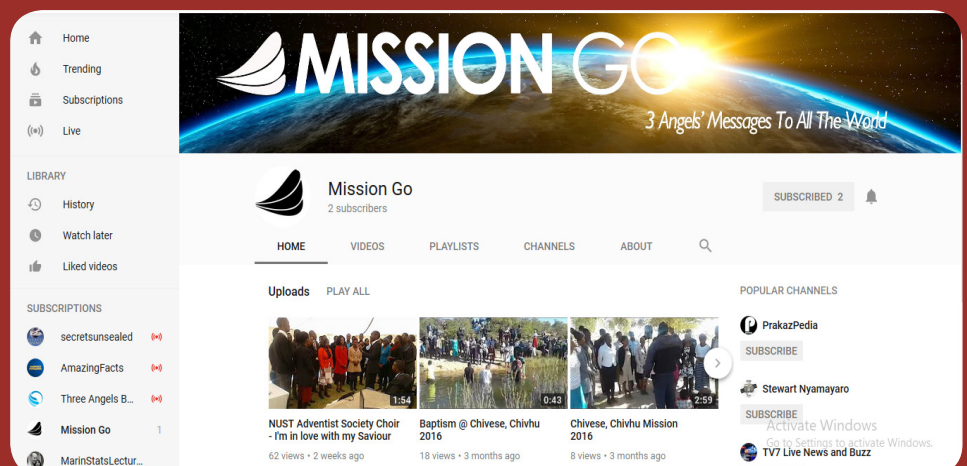 Home
Trending
Subscriptions
Live
LIBRARY
History
Watch later
Liked videos
SUBSCRIPTIONS
secretsunsealed
AmazingFacts
Three Angels B...
Mission Go 1
MarinStatsLectur...
MISSION GO
3 Angels' Messages To All The World
Mission Go
2 subscribers
SUBSCRIBED 2
HOME VIDEOS PLAYLISTS CHANNELS ABOUT
Uploads PLAY ALL
1:54
NUST Adventist Society Choir
- I'm in love with my Saviour
62 views • 2 weeks ago
0:43
Baptism @ Chivese, Chivhu
2016
18 views • 3 months ago
2:59
Chivese, Chivhu Mission
2016
8 views • 3 months ago
POPULAR CHANNELS
PrakazPedia
SUBSCRIBE
Stewart Nyamayaro
SUBSCRIBE
TV7 Live News and Buzz
Activate Windows
Go to Settings to activate Windows.